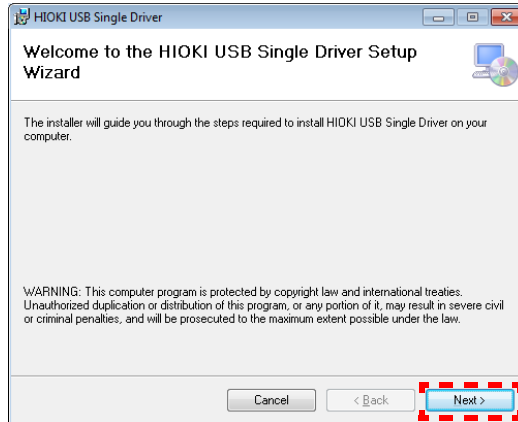 HIOKI USB Single Driver
Welcome to the HIOKI USB Single Driver Setup
Wizard
The installer will guide you through the steps required to install HIOKI USB Single Driver on your
computer.
WARNING: This computer program is protected by copyright law and international treaties.
Unauthorized duplication or distribution of this program, or any portion of it, may result in severe civil
or criminal penalties, and will be prosecuted to the maximum extent possible under the law.
Cancel < Back Next >